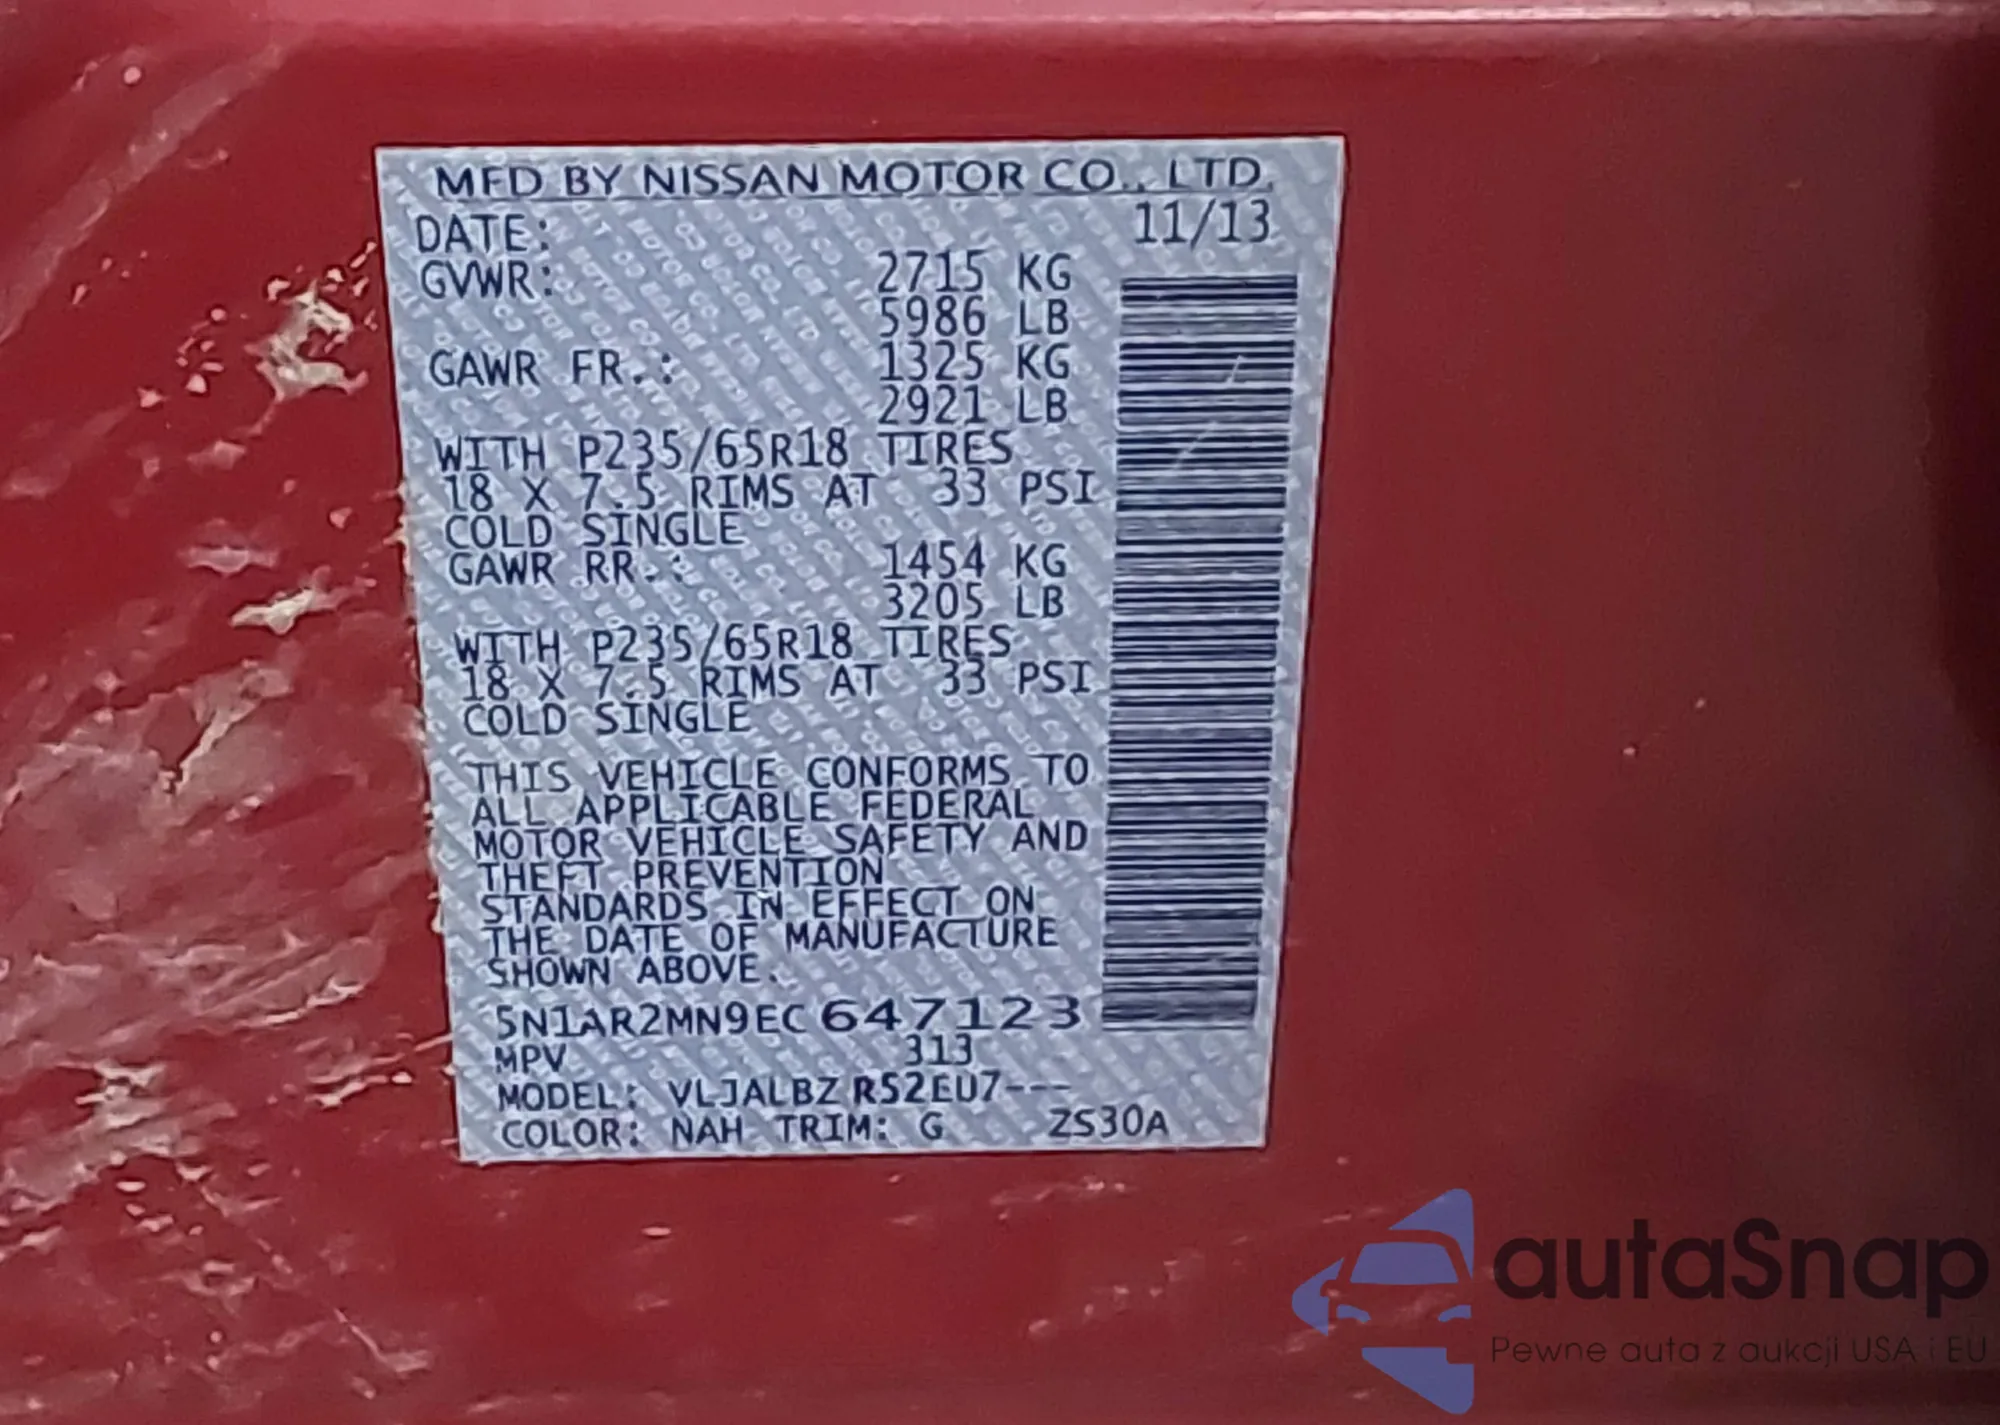 MFD BY NISSAN MOTOR CO., LTD.
DATE: 11/13
GVWR: 2715 KG
5986 LB
GAWR FR.: 1325 KG
2921 LB
WITH P235/65R18 TIRES
18 X 7.5 RIMS AT 33 PSI
COLD SINGLE
GAWR RR.: 1454 KG
3205 LB
WITH P235/65R18 TIRES
18 X 7.5 RIMS AT 33 PSI
COLD SINGLE
THIS VEHICLE CONFORMS TO
ALL APPLICABLE FEDERAL
MOTOR VEHICLE SAFETY AND
THEFT PREVENTION
STANDARDS IN EFFECT ON
THE DATE OF MANUFACTURE
SHOWN ABOVE.
5N1AR2MN9EC647123
MPV 313
MODEL: VLJALBZ R52EU7---
COLOR: NAH TRIM: G ZS30A
autaSnap
Pewne auta z aukcji USA i EU